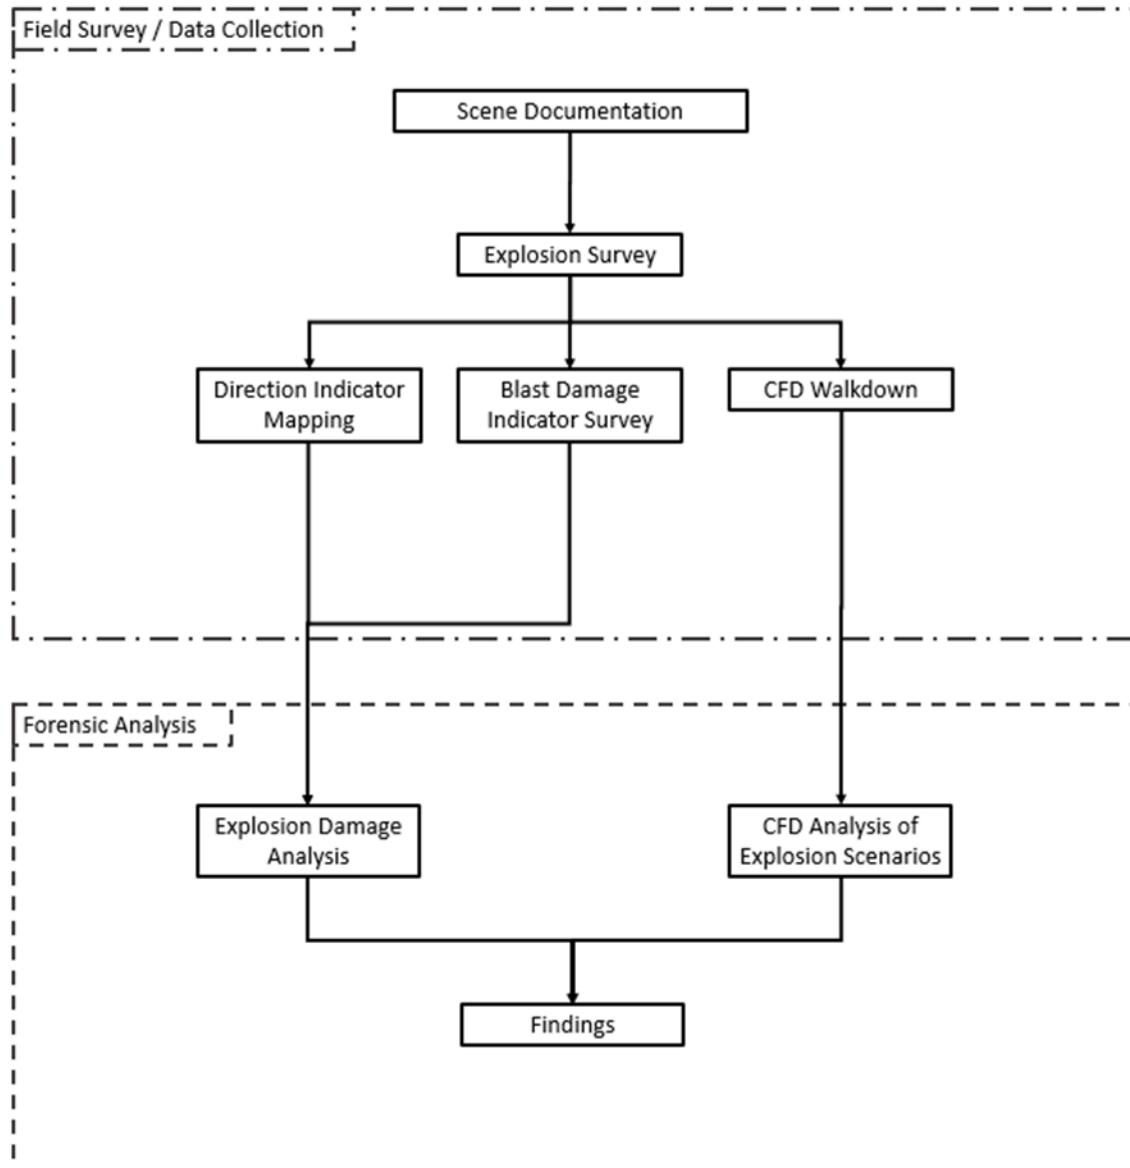 Field Survey / Data Collection
Scene Documentation
Explosion Survey
Direction Indicator
Mapping
Blast Damage
Indicator Survey
CFD Walkdown
Forensic Analysis
Explosion Damage
Analysis
CFD Analysis of
Explosion Scenarios
Findings